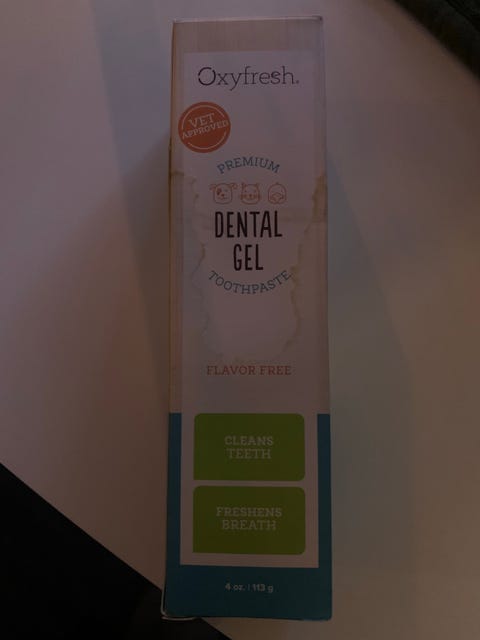 Oxyfresh®
VET
APPROVED
PREMIUM
DENTAL
GEL
TOOTHPASTE
FLAVOR FREE
CLEANS
TEETH
FRESHENS
BREATH
4 oz. | 113 g